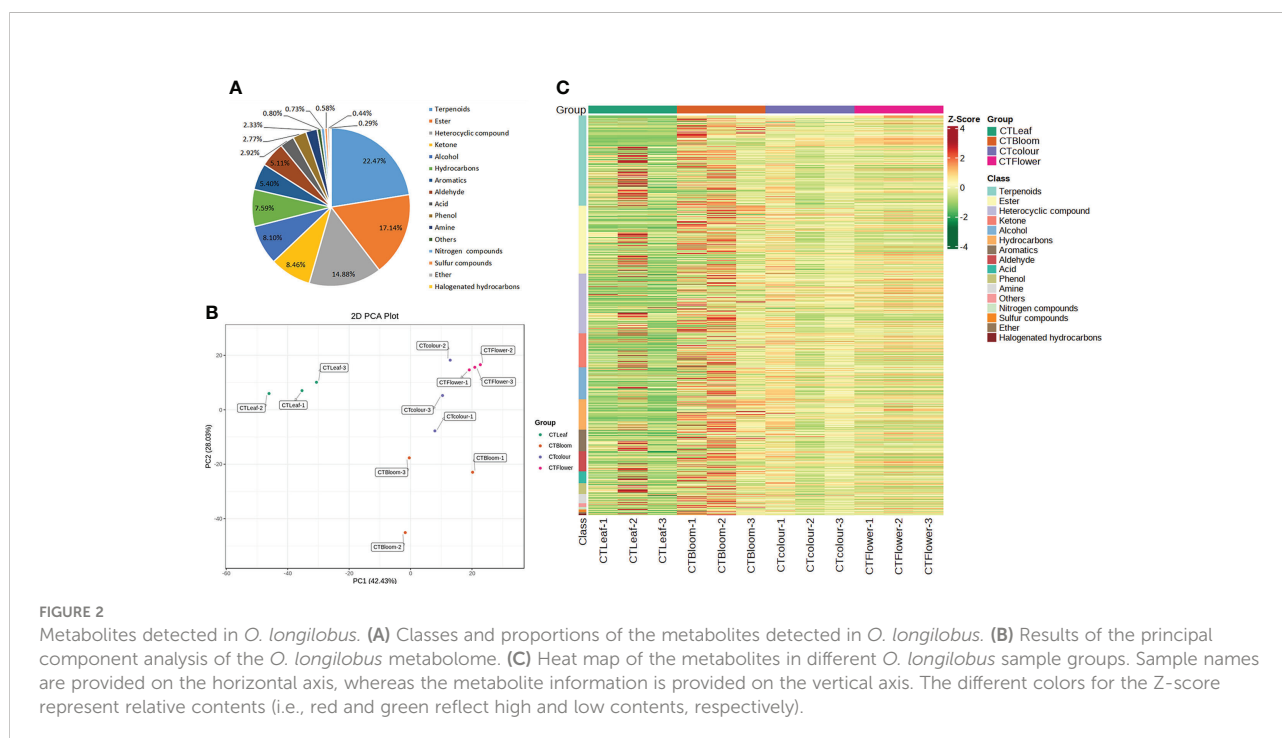 A
0.80%
0.73%
0.58%
0.44%
0.29%
2.33%
2.77%
2.92%
5.11%
5.40%
7.59%
8.10%
8.46%
14.88%
17.14%
22.47%
Terpenoids
Ester
Heterocyclic compound
Ketone
Alcohol
Hydrocarbons
Aromatics
Aldehyde
Acid
Phenol
Amine
Others
Nitrogen compounds
Sulfur compounds
Ether
Halogenated hydrocarbons
B
2D PCA Plot
PC2 (28.03%)
20
0
-20
-40
-60
-40
-20
0
20
PC1 (42.43%)
CTcolour-2
CTFlower-2
CTLeaf-3
CTFlower-1
CTFlower-3
CTLeaf-2
CTLeaf-1
CTcolour-3
CTcolour-1
CTBloom-3
CTBloom-1
CTBloom-2
Group
CTLeaf
CTBloom
CTcolour
CTFlower
C
Group
Class
CTLeaf-1
CTLeaf-2
CTLeaf-3
CTBloom-1
CTBloom-2
CTBloom-3
CTcolour-1
CTcolour-2
CTcolour-3
CTFlower-1
CTFlower-2
CTFlower-3
Z-Score
4
2
0
-2
-4
Group
CTLeaf
CTBloom
CTcolour
CTFlower
Class
Terpenoids
Ester
Heterocyclic compound
Ketone
Alcohol
Hydrocarbons
Aromatics
Aldehyde
Acid
Phenol
Amine
Others
Nitrogen compounds
Sulfur compounds
Ether
Halogenated hydrocarbons
FIGURE 2
Metabolites detected in O. longilobus. (A) Classes and proportions of the metabolites detected in O. longilobus. (B) Results of the principal
component analysis of the O. longilobus metabolome. (C) Heat map of the metabolites in different O. longilobus sample groups. Sample names
are provided on the horizontal axis, whereas the metabolite information is provided on the vertical axis. The different colors for the Z-score
represent relative contents (i.e., red and green reflect high and low contents, respectively).